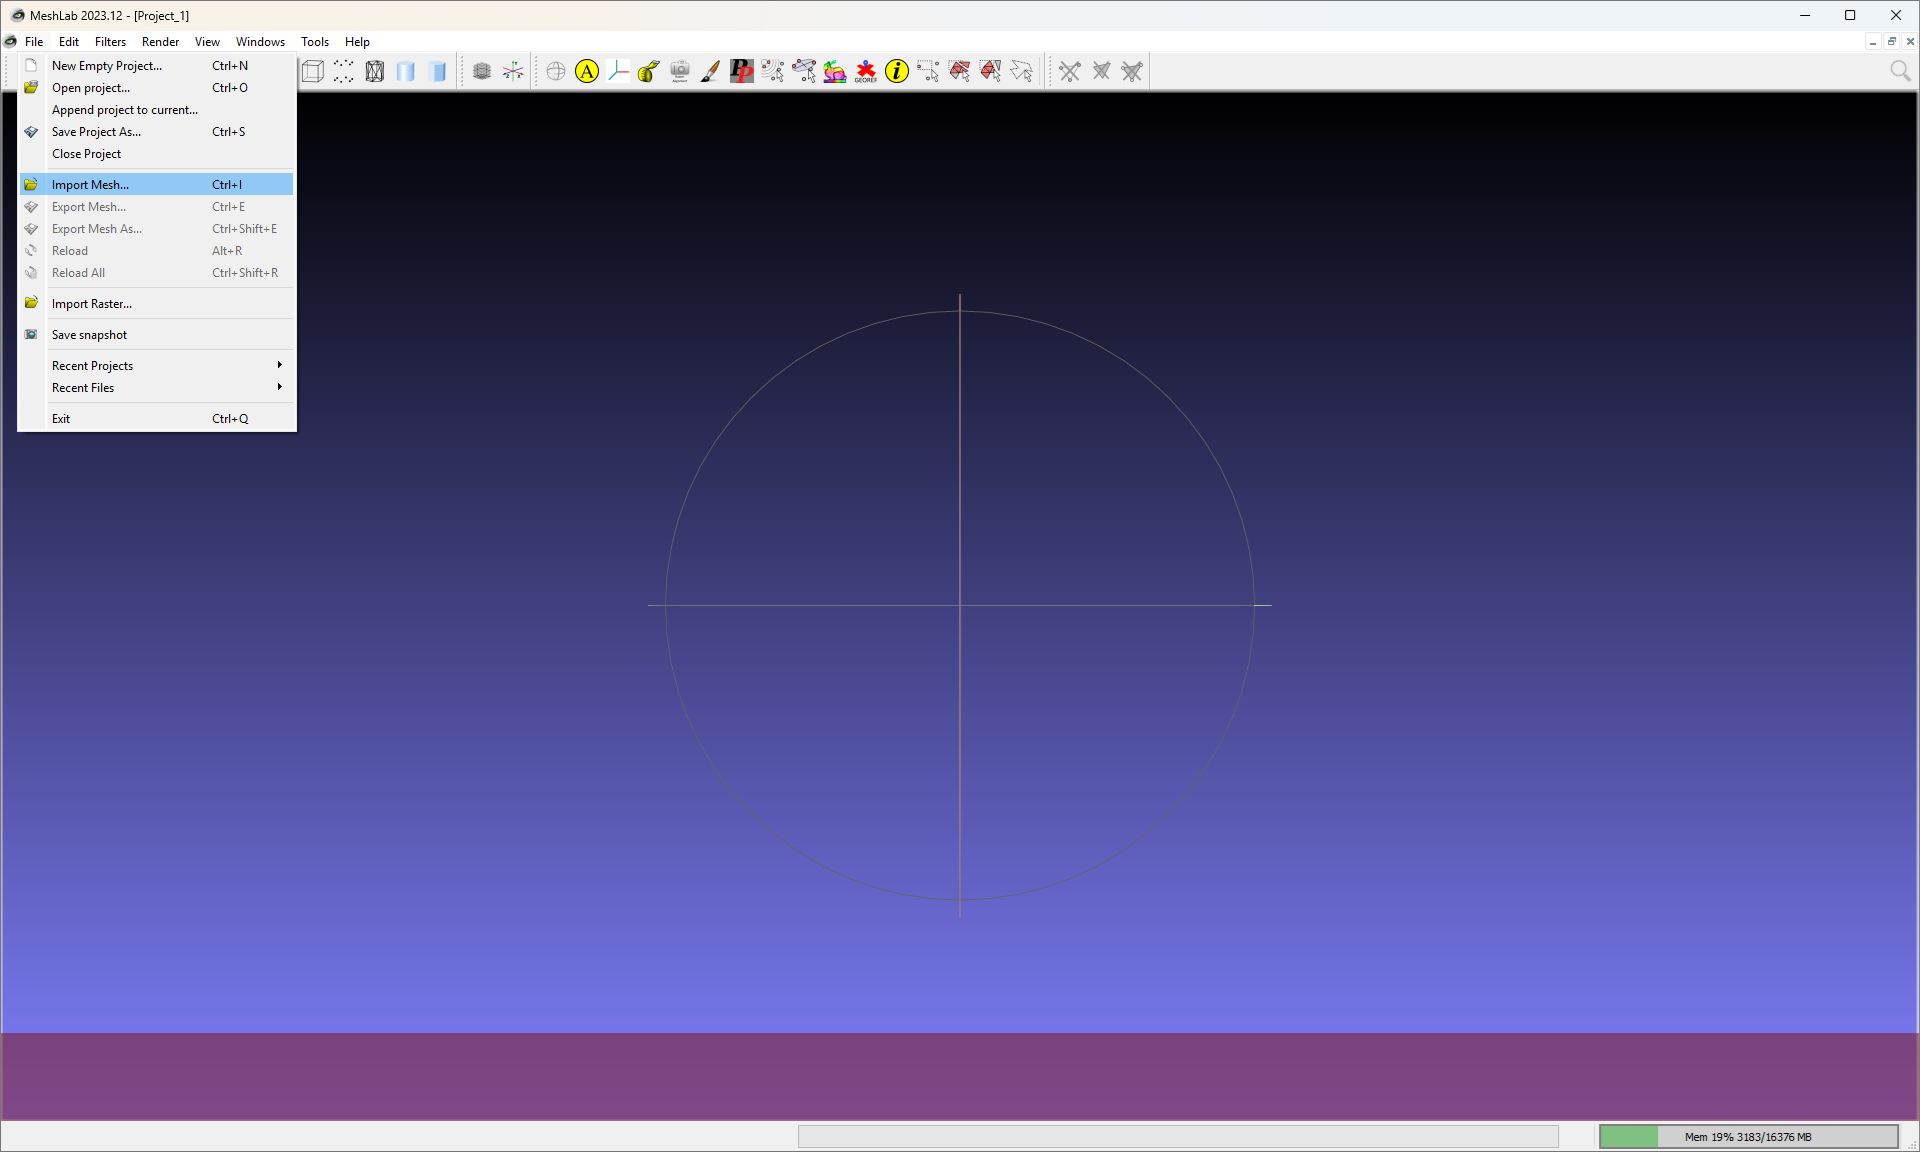 MeshLab 2023.12 - [Project_1]
File Edit Filters Render View Windows Tools Help
New Empty Project... Ctrl+N
Open project... Ctrl+O
Append project to current...
Save Project As... Ctrl+S
Close Project
Import Mesh... Ctrl+I
Export Mesh... Ctrl+E
Export Mesh As... Ctrl+Shift+E
Reload Alt+R
Reload All Ctrl+Shift+R
Import Raster...
Save snapshot
Recent Projects
Recent Files
Exit Ctrl+Q
A
PP
GEOREF
i
Mem 19% 3183/16376 MB